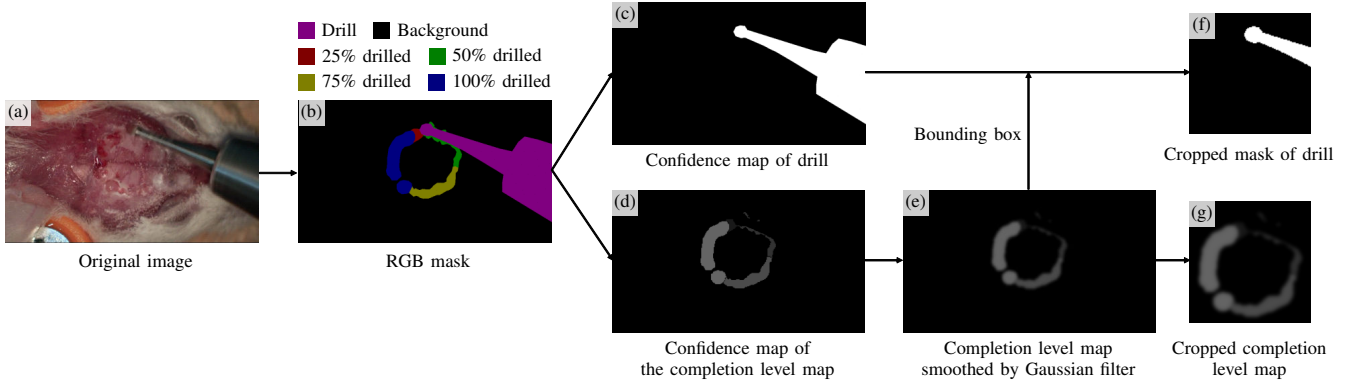 Drill Background
25% drilled 50% drilled
75% drilled 100% drilled
(a)
Original image
(b)
RGB mask
(c)
Confidence map of drill
(d)
Confidence map of
the completion level map
(e)
Completion level map
smoothed by Gaussian filter
Bounding box
(f)
Cropped mask of drill
(g)
Cropped completion
level map